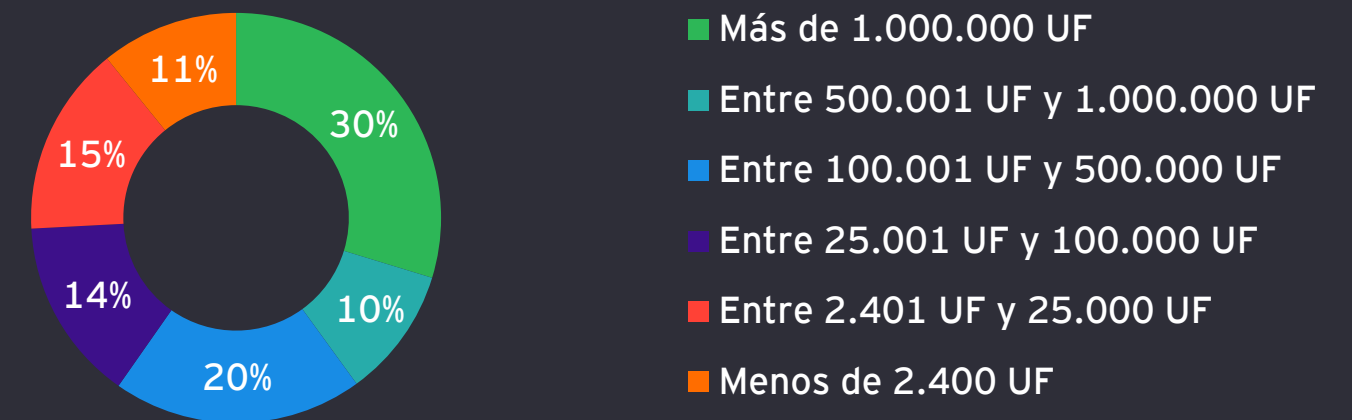 30%
10%
20%
14%
15%
11%
Más de 1.000.000 UF
Entre 500.001 UF y 1.000.000 UF
Entre 100.001 UF y 500.000 UF
Entre 25.001 UF y 100.000 UF
Entre 2.401 UF y 25.000 UF
Menos de 2.400 UF